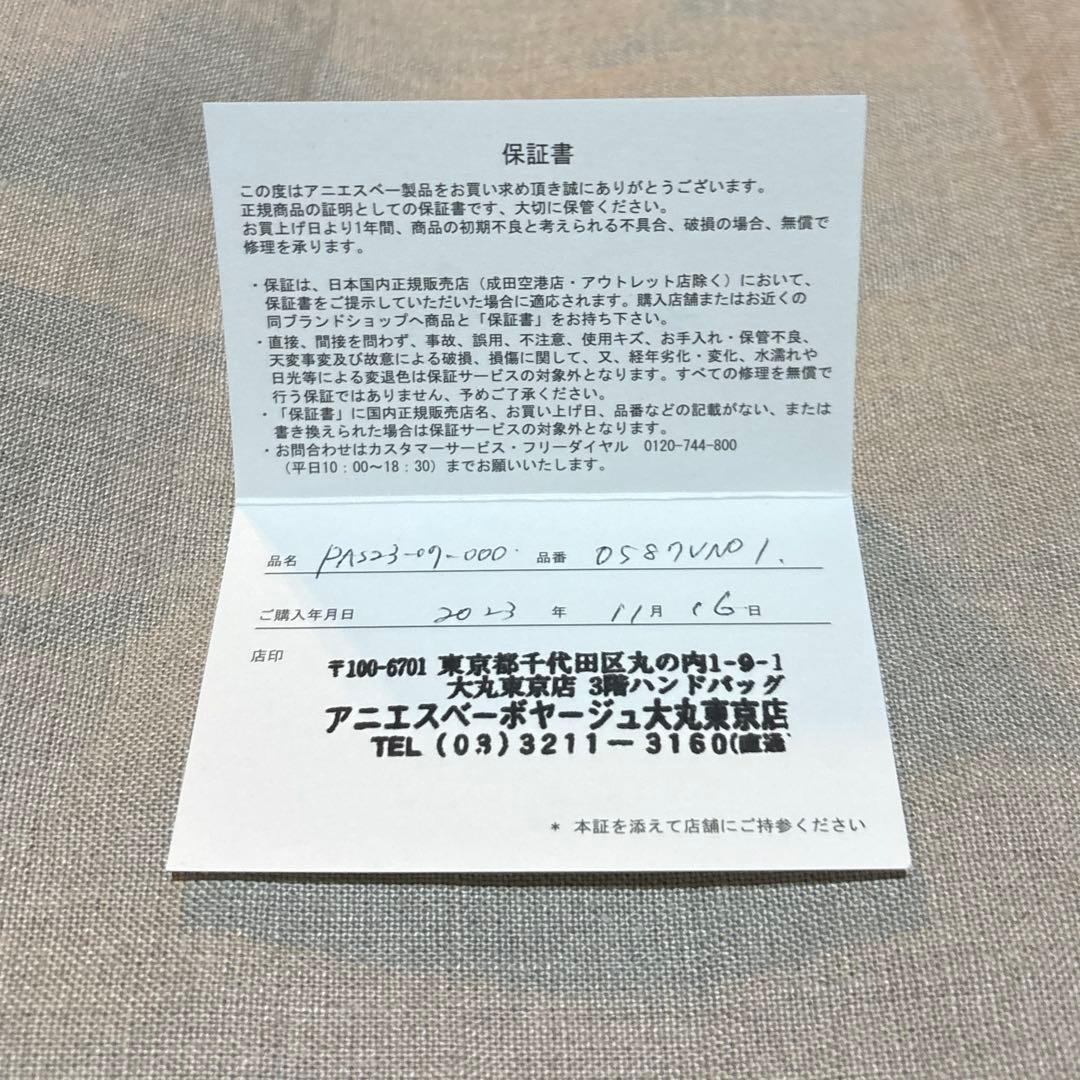 保証書
この度はアニエスベー製品をお買い求め頂き誠にありがとうございます。
正規商品の証明としての保証書です、大切に保管ください。
お買上げ日より1年間、商品の初期不良と考えられる不具合、破損の場合、無償で
修理を承ります。
・保証は、日本国内正規販売店（成田空港店・アウトレット店除く）において、
保証書をご提示していただいた場合に適応されます。購入店舗またはお近くの
同ブランドショップへ商品と「保証書」をお持ち下さい。
・直接、間接を問わず、事故、誤用、不注意、使用キズ、お手入れ・保管不良、
天変事変及び故意による破損、損傷に関して、又、経年劣化・変化、水濡れや
日光等による変退色は保証サービスの対象外となります。すべての修理を無償で
行う保証ではありません、予めご了承ください。
・「保証書」に国内正規販売店名、お買い上げ日、品番などの記載がない、または
書き換えられた場合は保証サービスの対象外となります。
・お問合わせはカスタマーサービス・フリーダイヤル 0120-744-800
（平日10：00〜18：30）までお願いいたします。
品名 PAS23-07-000 品番 0587VN01.
ご購入年月日 2023 年 11月 16日
店印
〒100-6701 東京都千代田区丸の内1-9-1
大丸東京店 3階ハンドバッグ
アニエスベーボヤージュ大丸東京店
TEL (03) 3211－3160(直通
＊ 本証を添えて店舗にご持参ください